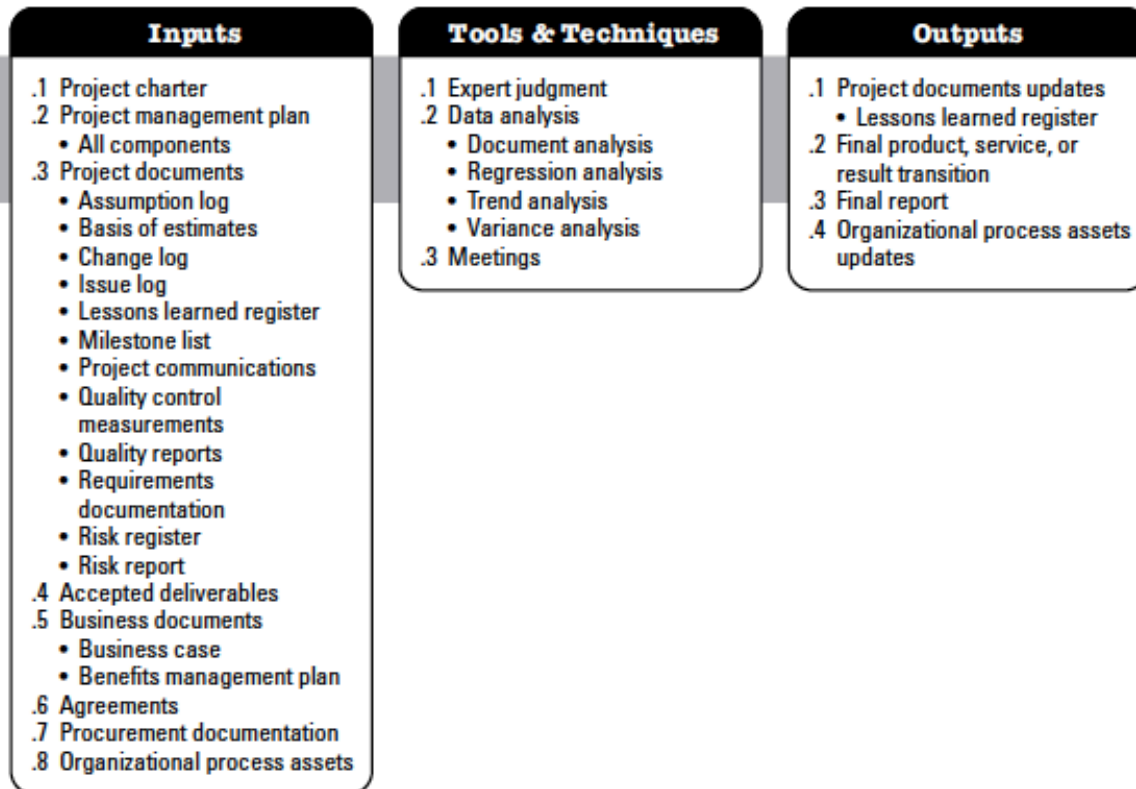 Inputs
.1 Project charter
.2 Project management plan
• All components
.3 Project documents
• Assumption log
• Basis of estimates
• Change log
• Issue log
• Lessons learned register
• Milestone list
• Project communications
• Quality control
measurements
• Quality reports
• Requirements
documentation
• Risk register
• Risk report
.4 Accepted deliverables
.5 Business documents
• Business case
• Benefits management plan
.6 Agreements
.7 Procurement documentation
.8 Organizational process assets
Tools & Techniques
.1 Expert judgment
.2 Data analysis
• Document analysis
• Regression analysis
• Trend analysis
• Variance analysis
.3 Meetings
Outputs
.1 Project documents updates
• Lessons learned register
.2 Final product, service, or
result transition
.3 Final report
.4 Organizational process assets
updates